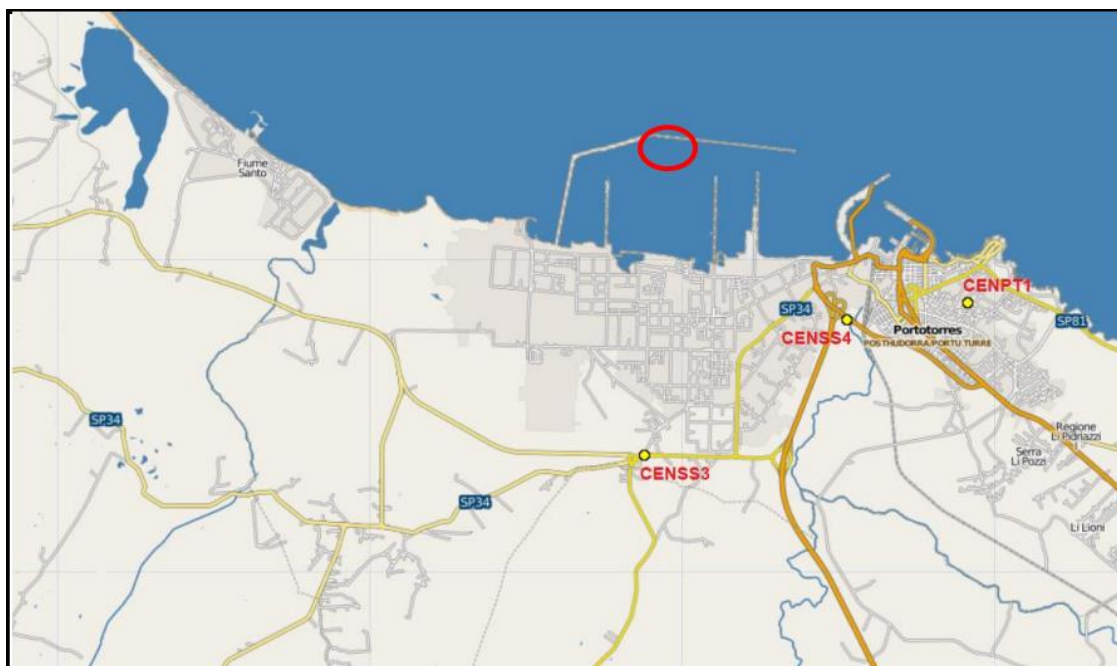 Fiume
Santo
CENPT1
SP34
SP81
Portotorres
CENSS4
POSTHUDORRA/PORTU TURRE
SP34
Regione
Li Pidriazzi
Serra
Li Pozzi
CENSS3
SP34
Li Lioni